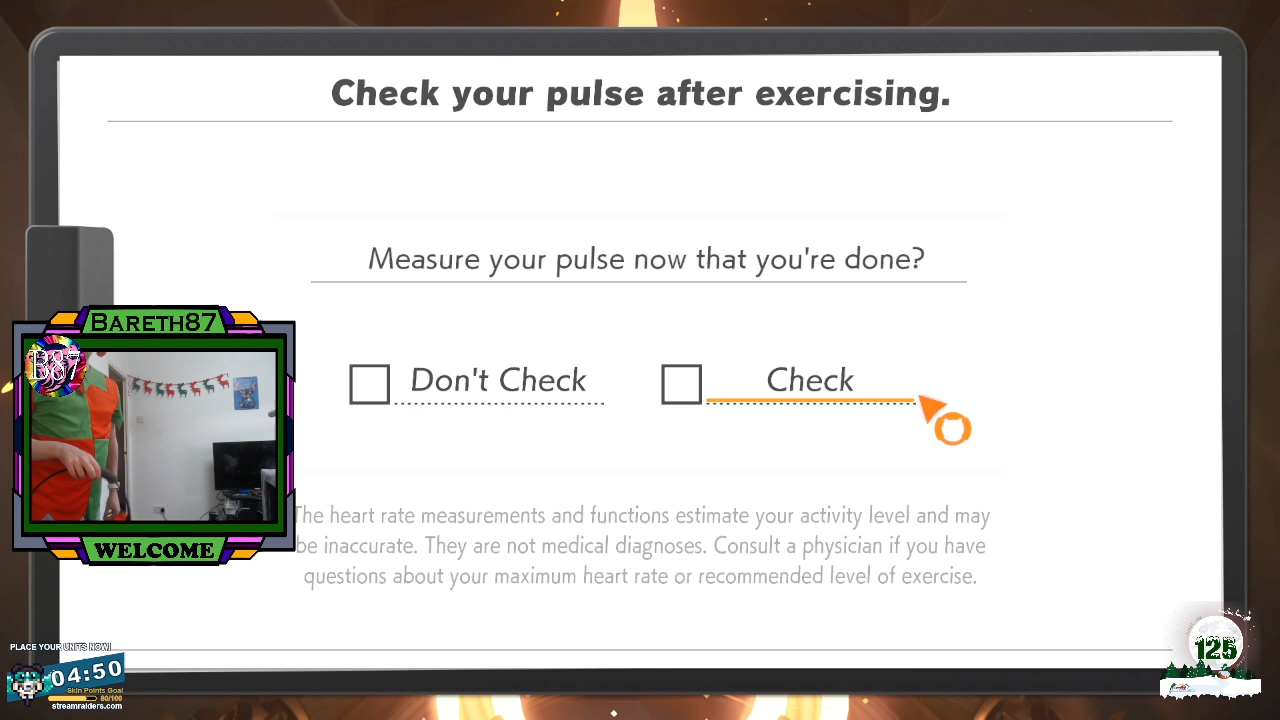 Check your pulse after exercising.
Measure your pulse now that you're done?
Don't Check
Check
The heart rate measurements and functions estimate your activity level and may
be inaccurate. They are not medical diagnoses. Consult a physician if you have
questions about your maximum heart rate or recommended level of exercise.
BARETH87
B87
WELCOME
PLACE YOUR UNITS NOW!
04:50
Skin Points Goal
80/100
streamraiders.com
125